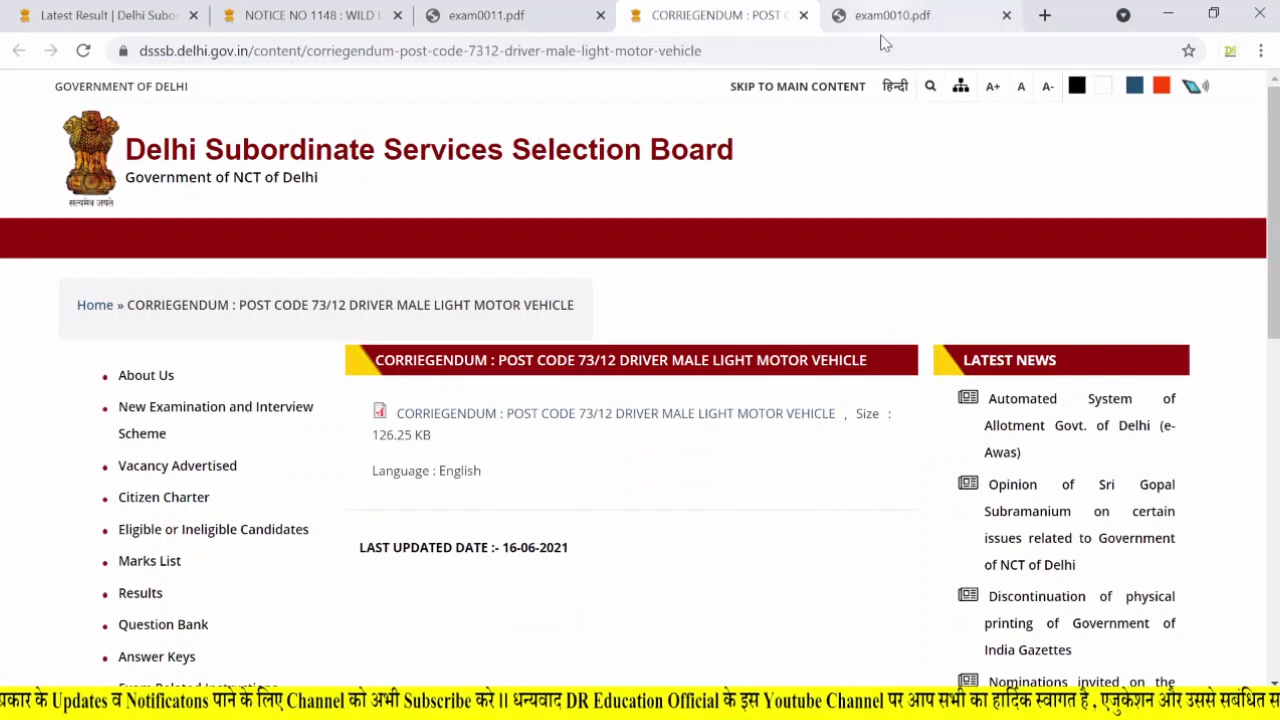 Latest Result | Delhi Subo
NOTICE NO 1148 : WILD L
exam0011.pdf
CORRIEGENDUM : POST C
exam0010.pdf
dsssb.delhi.gov.in/content/corriegendum-post-code-7312-driver-male-light-motor-vehicle
GOVERNMENT OF DELHI
SKIP TO MAIN CONTENT
हिन्दी
A+
A
A-
Delhi Subordinate Services Selection Board
Government of NCT of Delhi
सत्यमेव जयते
Home » CORRIEGENDUM : POST CODE 73/12 DRIVER MALE LIGHT MOTOR VEHICLE
About Us
New Examination and Interview
Scheme
Vacancy Advertised
Citizen Charter
Eligible or Ineligible Candidates
Marks List
Results
Question Bank
Answer Keys
CORRIEGENDUM : POST CODE 73/12 DRIVER MALE LIGHT MOTOR VEHICLE
CORRIEGENDUM : POST CODE 73/12 DRIVER MALE LIGHT MOTOR VEHICLE , Size :
126.25 KB
Language : English
LAST UPDATED DATE :- 16-06-2021
LATEST NEWS
Automated System of
Allotment Govt. of Delhi (e-
Awas)
Opinion of Sri Gopal
Subramanium on certain
issues related to Government
of NCT of Delhi
Discontinuation of physical
printing of Government of
India Gazettes
Nominations invited on the
प्रकार के Updates व Notificatons पाने के लिए Channel को अभी Subscribe करे ।। धन्यवाद DR Education Official के इस Youtube Channel पर आप सभी का हार्दिक स्वागत है , एजुकेशन और उससे सबंधित स